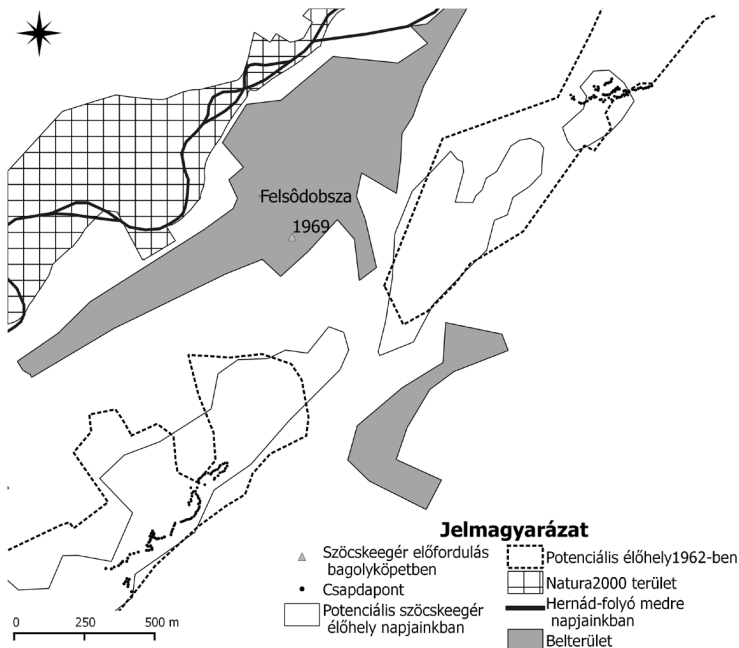 Felsôdobsza
1969
Jelmagyarázat
Szöcskeegér előfordulás
bagolyköpetben
Csapdapont
Potenciális szöcskeegér
élőhely napjainkban
Potenciális élőhely1962-ben
Natura2000 terület
Hernád-folyó medre
napjainkban
Belterület
0 250 500 m